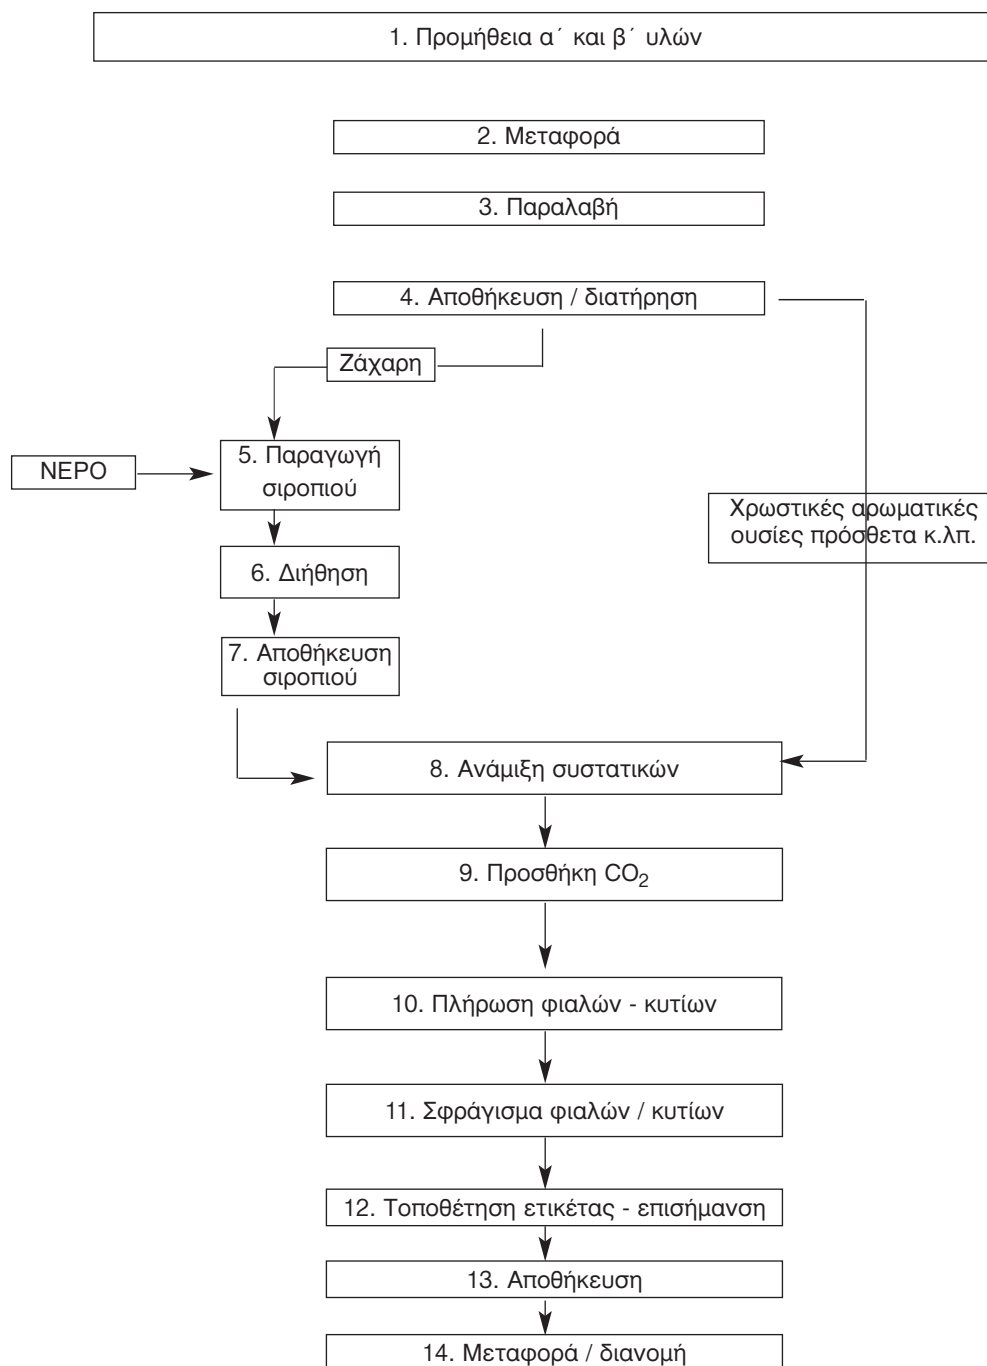 1. Προμήθεια α΄ και β΄ υλών
2. Μεταφορά
3. Παραλαβή
4. Αποθήκευση / διατήρηση
Ζάχαρη
5. Παραγωγή
σιροπιού
ΝΕΡΟ
Χρωστικές αρωματικές
ουσίες πρόσθετα κ.λπ.
6. Διήθηση
7. Αποθήκευση
σιροπιού
8. Ανάμιξη συστατικών
9. Προσθήκη CO₂
10. Πλήρωση φιαλών - κυτίων
11. Σφράγισμα φιαλών / κυτίων
12. Τοποθέτηση ετικέτας - επισήμανση
13. Αποθήκευση
14. Μεταφορά / διανομή